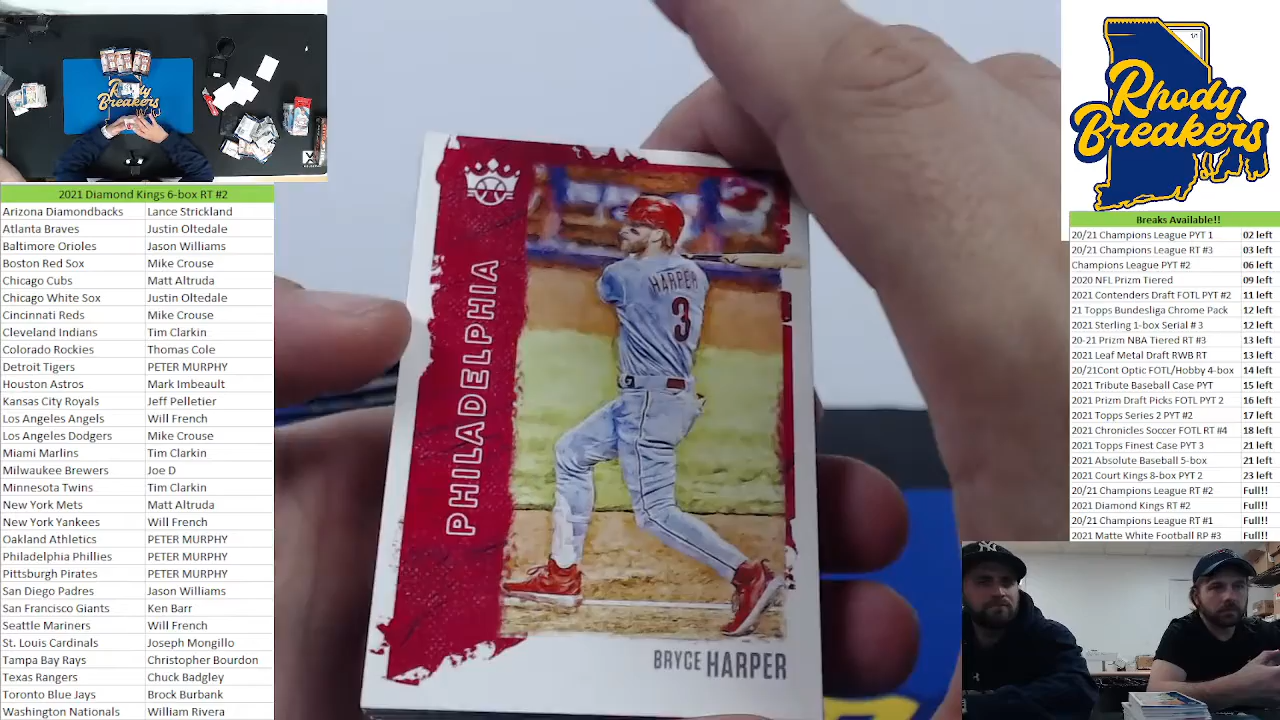 Rhody
Breakers
2021 Diamond Kings 6-box RT #2
Arizona Diamondbacks Lance Strickland
Atlanta Braves Justin Oltedale
Baltimore Orioles Jason Williams
Boston Red Sox Mike Crouse
Chicago Cubs Matt Altruda
Chicago White Sox Justin Oltedale
Cincinnati Reds Mike Crouse
Cleveland Indians Tim Clarkin
Colorado Rockies Thomas Cole
Detroit Tigers PETER MURPHY
Houston Astros Mark Imbeault
Kansas City Royals Jeff Pelletier
Los Angeles Angels Will French
Los Angeles Dodgers Mike Crouse
Miami Marlins Tim Clarkin
Milwaukee Brewers Joe D
Minnesota Twins Tim Clarkin
New York Mets Matt Altruda
New York Yankees Will French
Oakland Athletics PETER MURPHY
Philadelphia Phillies PETER MURPHY
Pittsburgh Pirates PETER MURPHY
San Diego Padres Jason Williams
San Francisco Giants Ken Barr
Seattle Mariners Will French
St. Louis Cardinals Joseph Mongillo
Tampa Bay Rays Christopher Bourdon
Texas Rangers Chuck Badgley
Toronto Blue Jays Brock Burbank
Washington Nationals William Rivera
PHILADELPHIA
HARPER
3
BRYCE HARPER
Rhody
Breakers
Breaks Available!!
20/21 Champions League PYT 1 02 left
20/21 Champions League RT #3 03 left
Champions League PYT #2 06 left
2020 NFL Prizm Tiered 09 left
2021 Contenders Draft FOTL PYT #2 11 left
21 Topps Bundesliga Chrome Pack 12 left
2021 Sterling 1-box Serial # 3 12 left
20-21 Prizm NBA Tiered RT #3 13 left
2021 Leaf Metal Draft RWB RT 13 left
20/21Cont Optic FOTL/Hobby 4-box 14 left
2021 Tribute Baseball Case PYT 15 left
2021 Prizm Draft Picks FOTL PYT 2 16 left
2021 Topps Series 2 PYT #2 17 left
2021 Chronicles Soccer FOTL RT #4 18 left
2021 Topps Finest Case PYT 3 21 left
2021 Absolute Baseball 5-box 21 left
2021 Court Kings 8-box PYT 2 23 left
20/21 Champions League RT #2 Full!!
2021 Diamond Kings RT #2 Full!!
20/21 Champions League RT #1 Full!!
2021 Matte White Football RP #3 Full!!